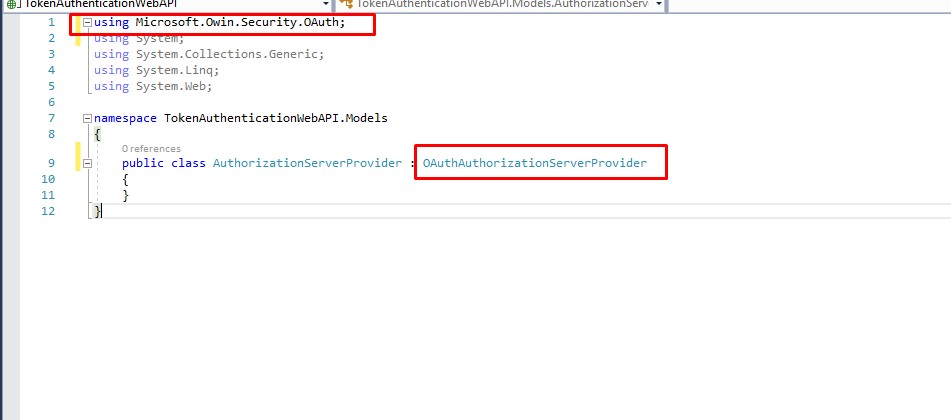 TokenAuthenticationWebAPI
TokenAuthenticationWebAPI.Models.AuthorizationServ
1 using Microsoft.Owin.Security.OAuth;
2 using System;
3 using System.Collections.Generic;
4 using System.Linq;
5 using System.Web;
6
7 namespace TokenAuthenticationWebAPI.Models
8 {
0 references
9 public class AuthorizationServerProvider : OAuthAuthorizationServerProvider
10 {
11 }
12 }